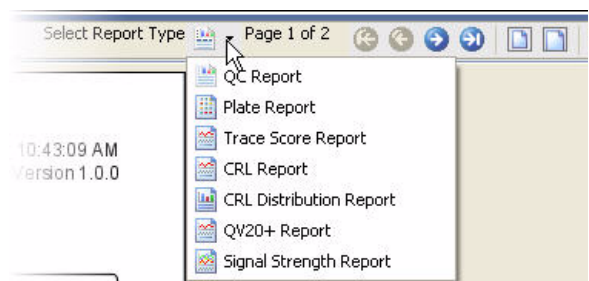 Select Report Type Page 1 of 2
QC Report
Plate Report
10:43:09 AM
Trace Score Report
Version 1.0.0
CRL Report
CRL Distribution Report
QV20+ Report
Signal Strength Report